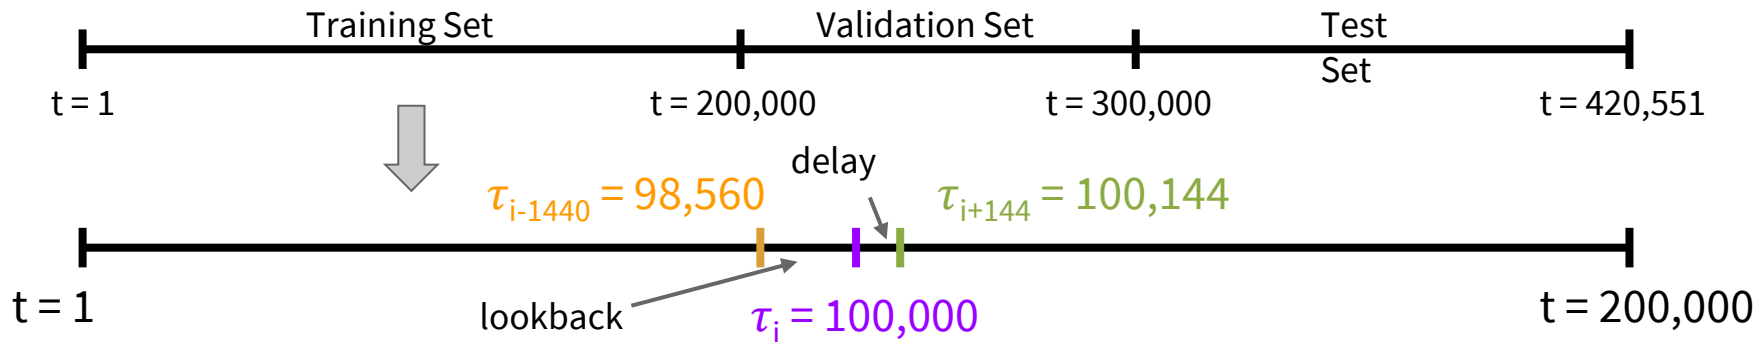 Training Set
Validation Set
Test
Set
t = 1
t = 200,000
t = 300,000
t = 420,551
delay
τi-1440 = 98,560
τi+144 = 100,144
t = 1
lookback
τi = 100,000
t = 200,000